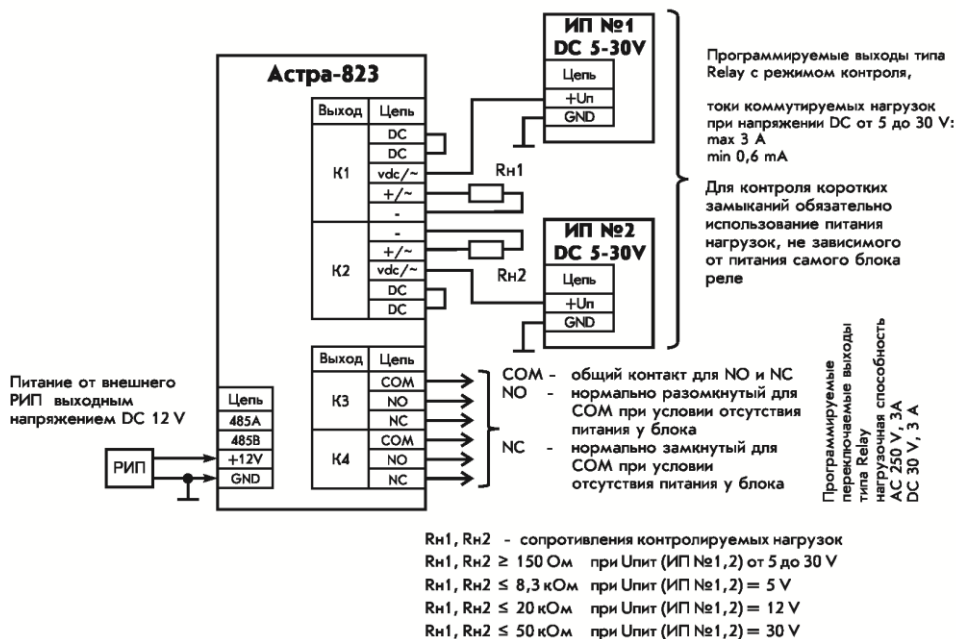 Астра-823
Выход Цепь
К1
DC
DC
vdc/~
+/~
-
К2
-
+/~
vdc/~
DC
DC
Rн1
Rн2
ИП №1
DC 5-30V
Цепь
+Uп
GND
ИП №2
DC 5-30V
Цепь
+Uп
GND
Программируемые выходы типа
Relay с режимом контроля,
токи коммутируемых нагрузок
при напряжении DC от 5 до 30 V:
max 3 A
min 0,6 mA
Для контроля коротких
замыканий обязательно
использование питания
нагрузок, не зависимого
от питания самого блока
реле
Выход Цепь
К3
COM
NO
NC
К4
COM
NO
NC
COM - общий контакт для NO и NC
NO - нормально разомкнутый для
COM при условии отсутствия
питания у блока
NC - нормально замкнутый для
COM при условии
отсутствия питания у блока
Программируемые
переключаемые выходы
типа Relay
нагрузочная способность
AC 250 V, 3A
DC 30 V, 3 A
Питание от внешнего
РИП выходным
напряжением DC 12 V
РИП
Цепь
485A
485B
+12V
GND
Rн1, Rн2 - сопротивления контролируемых нагрузок
Rн1, Rн2 ≥ 150 Ом при Uпит (ИП №1,2) от 5 до 30 V
Rн1, Rн2 ≤ 8,3 кОм при Uпит (ИП №1,2) = 5 V
Rн1, Rн2 ≤ 20 кОм при Uпит (ИП №1,2) = 12 V
Rн1, Rн2 ≤ 50 кОм при Uпит (ИП №1,2) = 30 V